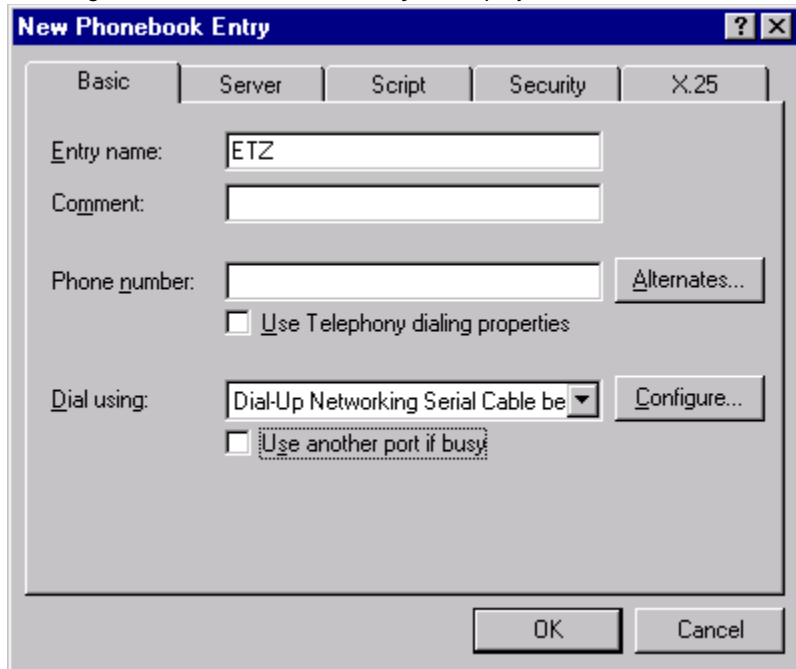 New Phonebook Entry
Basic Server Script Security X.25
Entry name: ETZ
Comment:
Phone number: Alternates...
Use Telephony dialing properties
Dial using: Dial-Up Networking Serial Cable be Configure...
Use another port if busy
OK Cancel